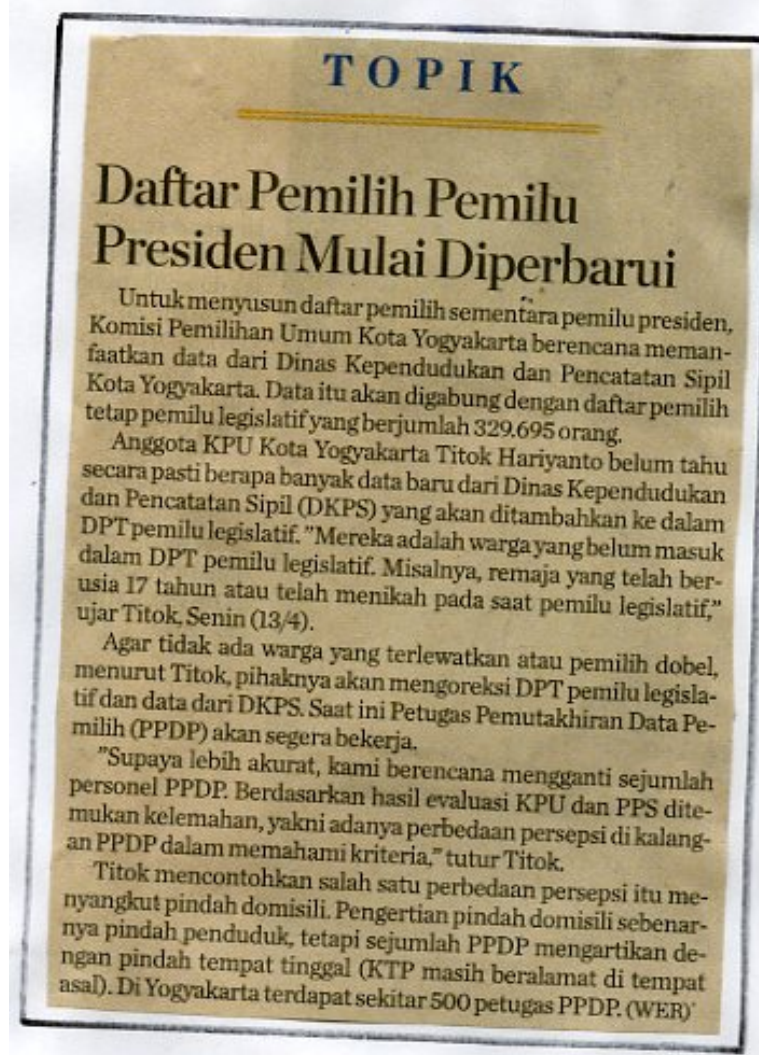 TOPIK
Daftar Pemilih Pemilu
Presiden Mulai Diperbarui
Untuk menyusun daftar pemilih sementara pemilu presiden,
Komisi Pemilihan Umum Kota Yogyakarta berencana meman-
faatkan data dari Dinas Kependudukan dan Pencatatan Sipil
Kota Yogyakarta. Data itu akan digabung dengan daftar pemilih
tetap pemilu legislatif yang berjumlah 329.695 orang.
Anggota KPU Kota Yogyakarta Titok Hariyanto belum tahu
secara pasti berapa banyak data baru dari Dinas Kependudukan
dan Pencatatan Sipil (DKPS) yang akan ditambahkan ke dalam
DPT pemilu legislatif. "Mereka adalah warga yang belum masuk
dalam DPT pemilu legislatif. Misalnya, remaja yang telah ber-
usia 17 tahun atau telah menikah pada saat pemilu legislatif,"
ujar Titok, Senin (13/4).
Agar tidak ada warga yang terlewatkan atau pemilih dobel,
menurut Titok, pihaknya akan mengoreksi DPT pemilu legisla-
tif dan data dari DKPS. Saat ini Petugas Pemutakhiran Data Pe-
milih (PPDP) akan segera bekerja.
"Supaya lebih akurat, kami berencana mengganti sejumlah
personel PPDP. Berdasarkan hasil evaluasi KPU dan PPS dite-
mukan kelemahan, yakni adanya perbedaan persepsi di kalang-
an PPDP dalam memahami kriteria," tutur Titok.
Titok mencontohkan salah satu perbedaan persepsi itu me-
nyangkut pindah domisili. Pengertian pindah domisili sebenar-
nya pindah penduduk, tetapi sejumlah PPDP mengartikan de-
ngan pindah tempat tinggal (KTP masih beralamat di tempat
asal). Di Yogyakarta terdapat sekitar 500 petugas PPDP. (WER)